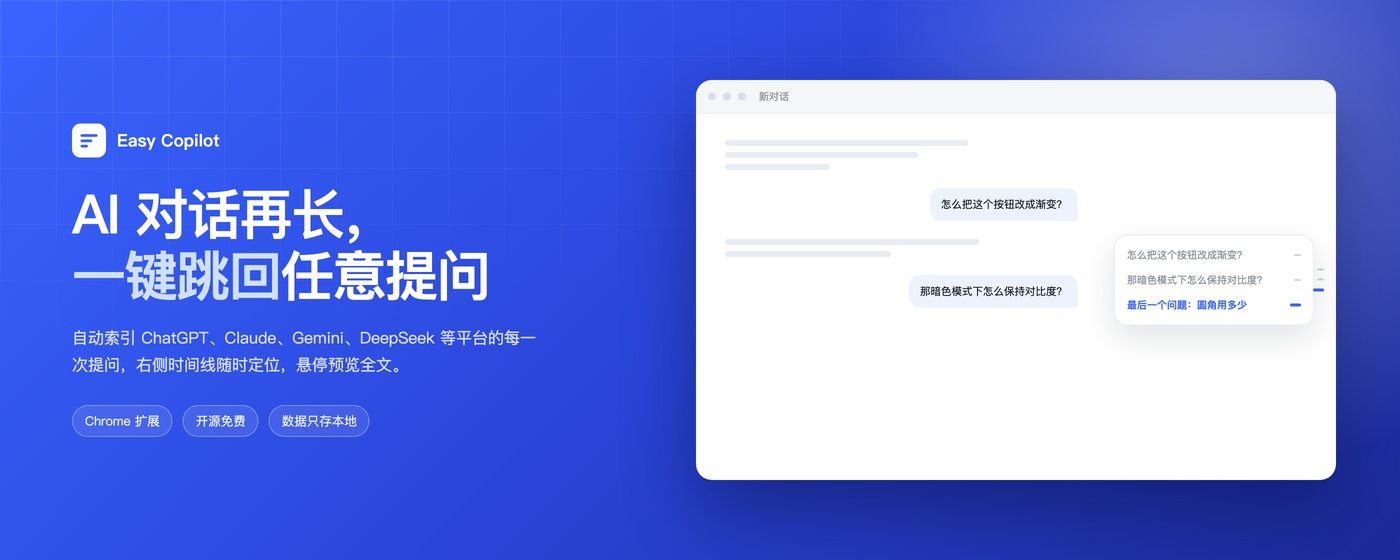 Easy Copilot
AI 对话再长，
一键跳回任意提问
自动索引 ChatGPT、Claude、Gemini、DeepSeek 等平台的每一
次提问，右侧时间线随时定位，悬停预览全文。
Chrome 扩展
开源免费
数据只存本地
新对话
怎么把这个按钮改成渐变？
那暗色模式下怎么保持对比度？
怎么把这个按钮改成渐变？
那暗色模式下怎么保持对比度？
最后一个问题：圆角用多少